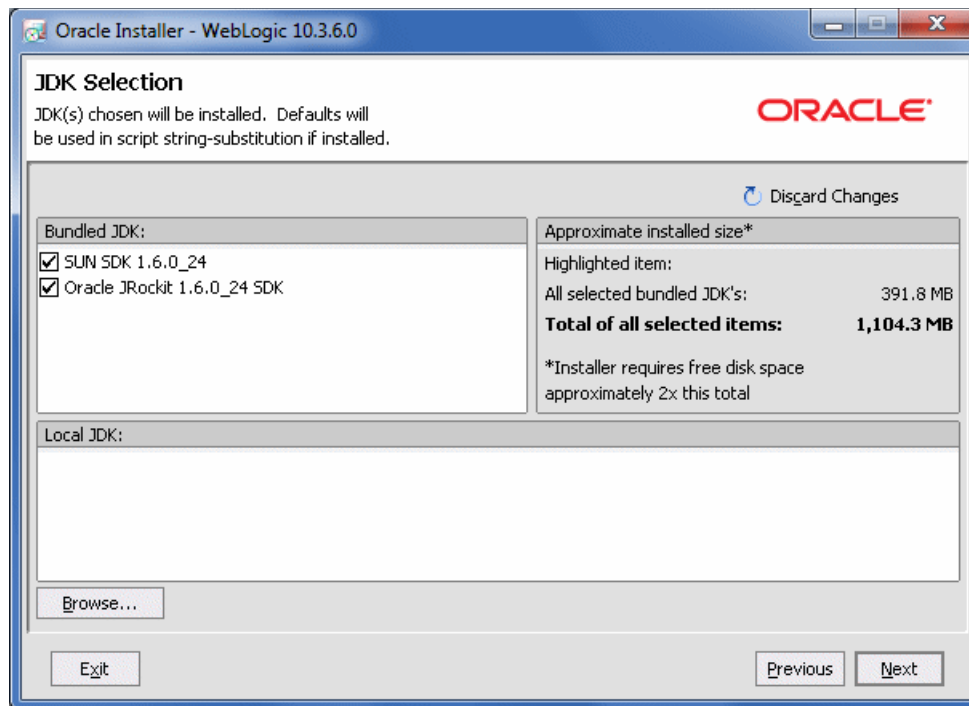 Oracle Installer - WebLogic 10.3.6.0
JDK Selection
JDK(s) chosen will be installed. Defaults will
be used in script string-substitution if installed.
ORACLE
Discard Changes
Bundled JDK:
SUN SDK 1.6.0_24
Oracle JRockit 1.6.0_24 SDK
Approximate installed size*
Highlighted item:
All selected bundled JDK's: 391.8 MB
Total of all selected items: 1,104.3 MB
*Installer requires free disk space
approximately 2x this total
Local JDK:
Browse...
Exit
Previous
Next